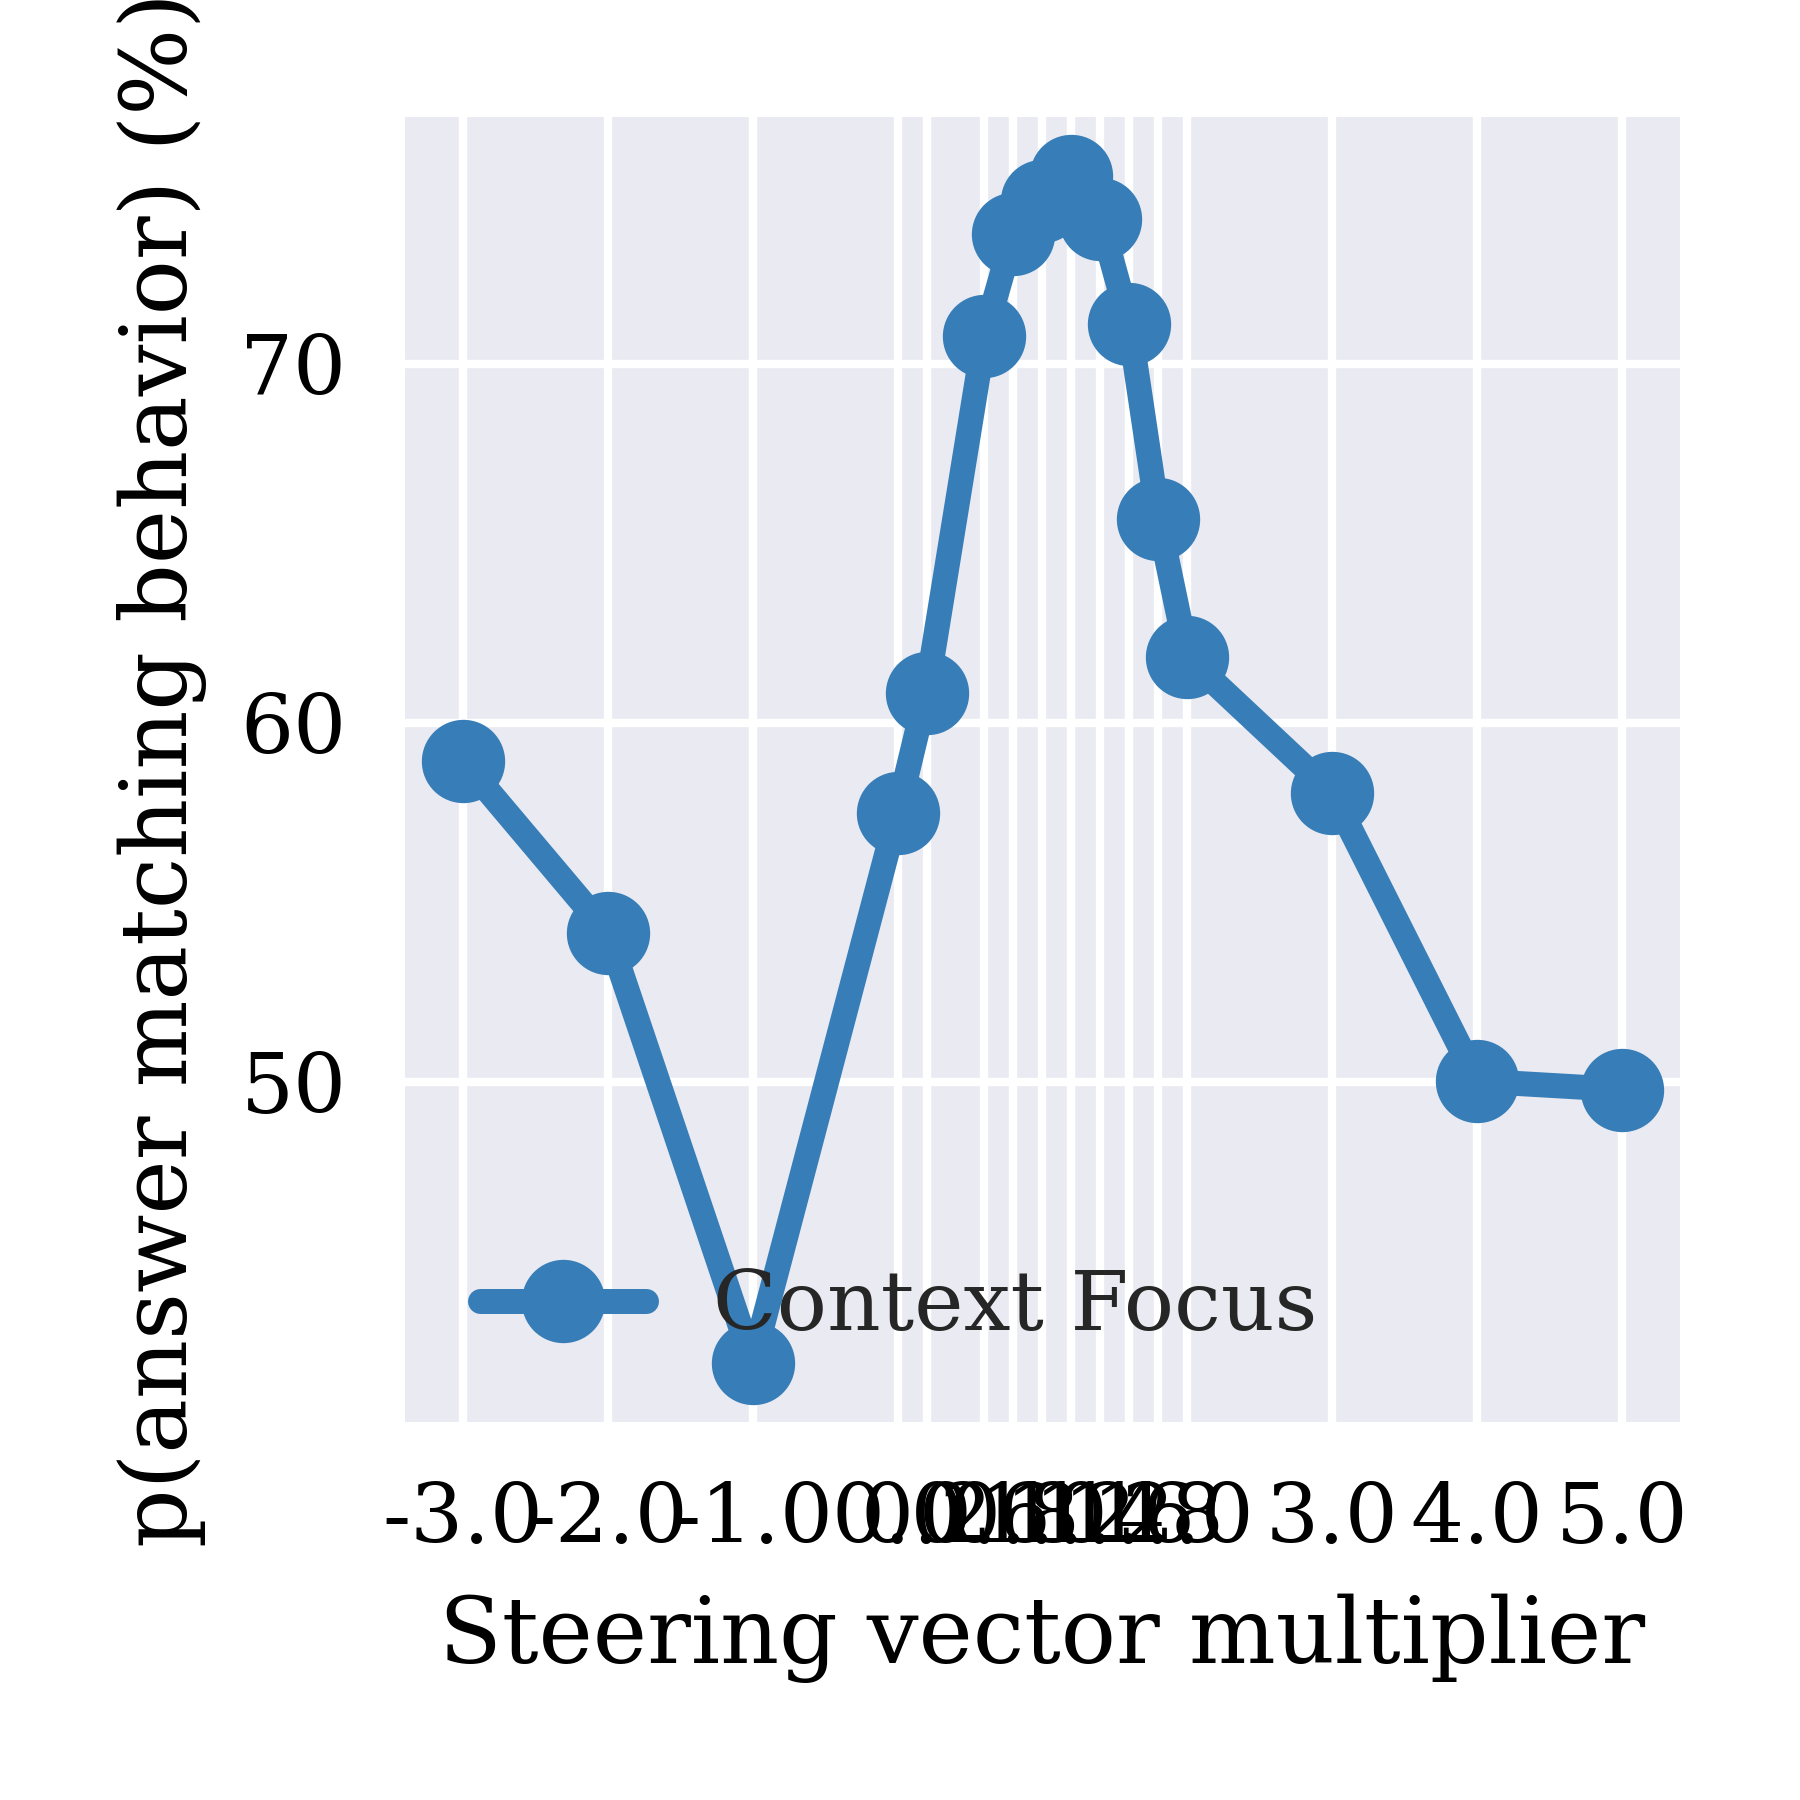 p(answer matching behavior) (%)
70
60
50
Context Focus
-3.0 -2.0 -1.0 3.0 4.0 5.0
Steering vector multiplier